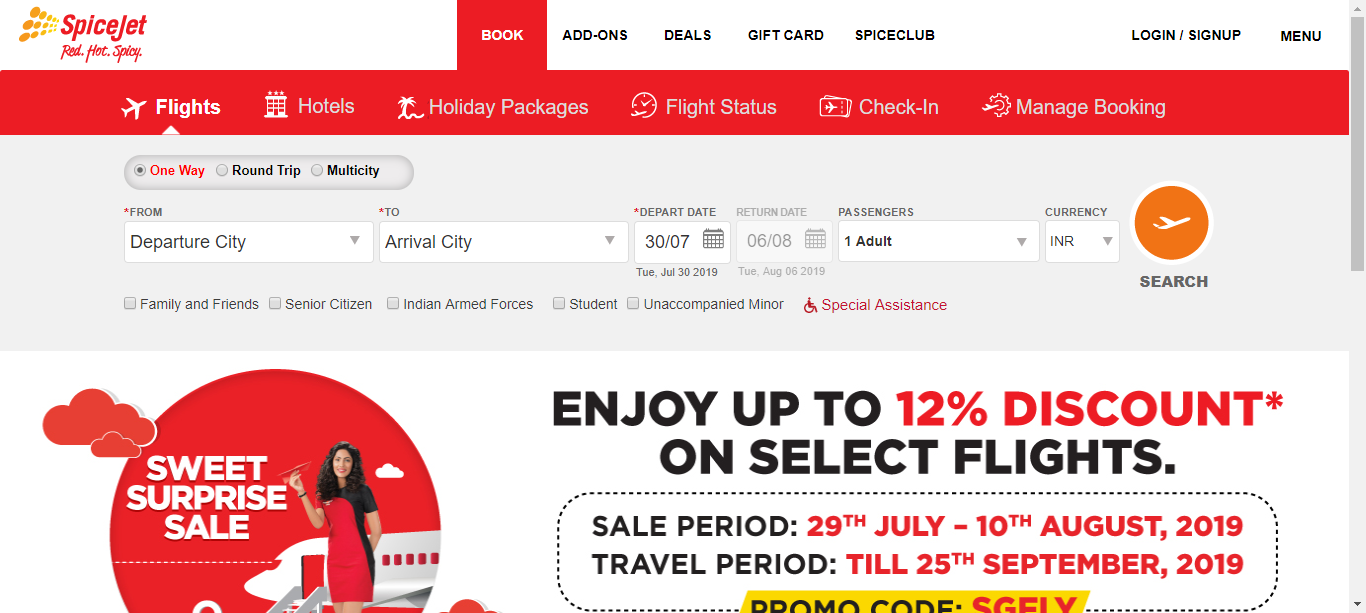 SpiceJet
Red. Hot. Spicy.
BOOK ADD-ONS DEALS GIFT CARD SPICECLUB LOGIN / SIGNUP MENU
Flights Hotels Holiday Packages Flight Status Check-In Manage Booking
One Way Round Trip Multicity
*FROM *TO *DEPART DATE RETURN DATE PASSENGERS CURRENCY
Departure City Arrival City 30/07 06/08 1 Adult INR
Tue, Jul 30 2019 Tue, Aug 06 2019
SEARCH
Family and Friends Senior Citizen Indian Armed Forces Student Unaccompanied Minor Special Assistance
SWEET
SURPRISE
SALE
ENJOY UP TO 12% DISCOUNT*
ON SELECT FLIGHTS.
SALE PERIOD: 29TH JULY – 10TH AUGUST, 2019
TRAVEL PERIOD: TILL 25TH SEPTEMBER, 2019
PROMO CODE: SGFLY